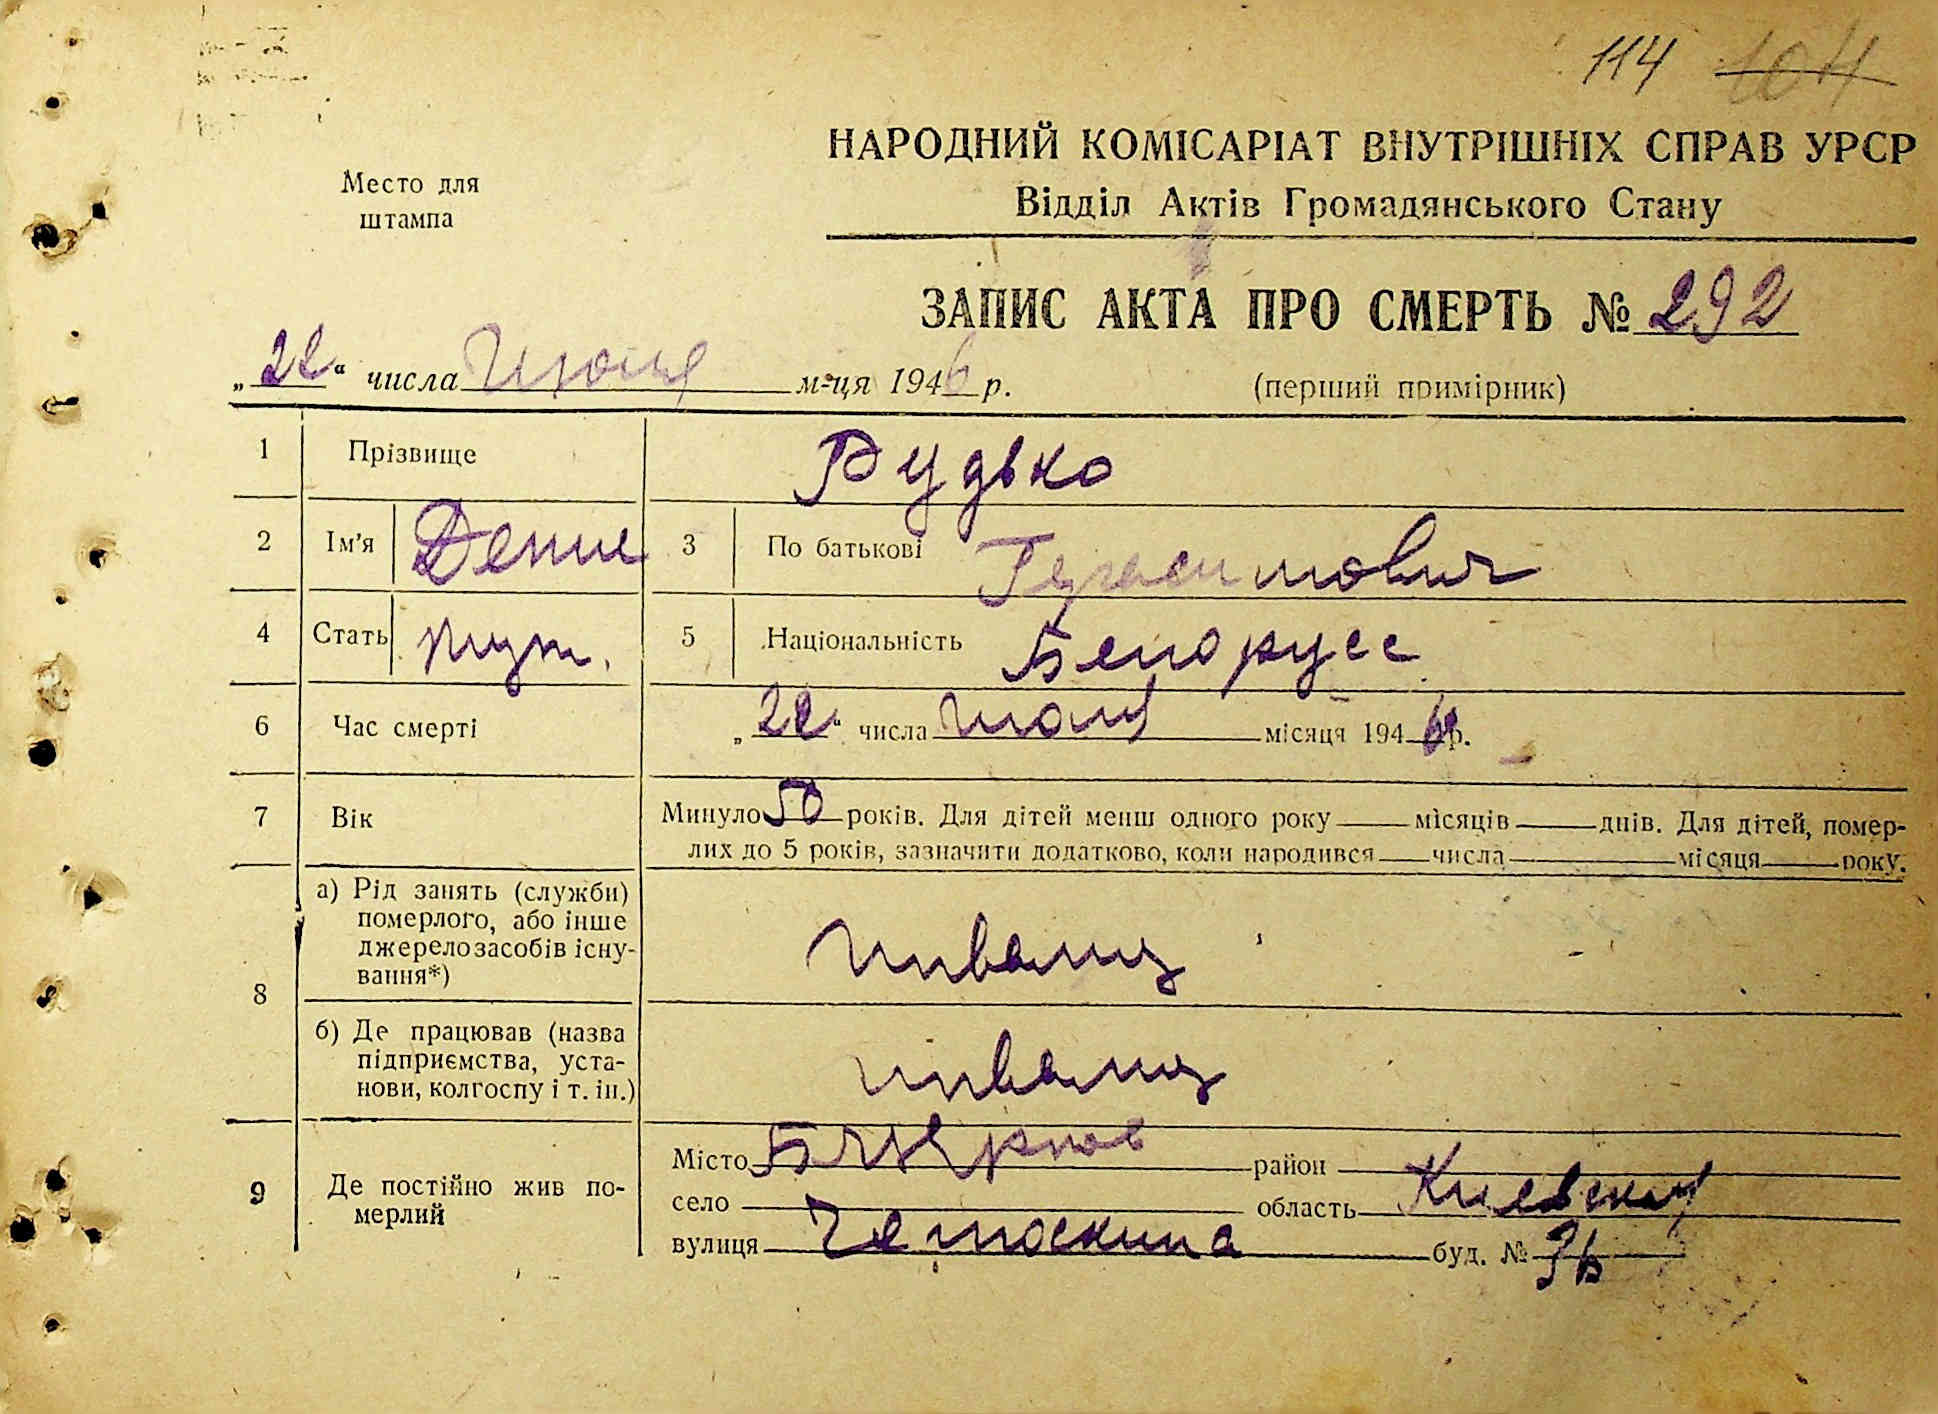 114 104
Место для
штампа
НАРОДНИЙ КОМІСАРІАТ ВНУТРІШНІХ СПРАВ УРСР
Відділ Актів Громадянського Стану
ЗАПИС АКТА ПРО СМЕРТЬ № 292
„22“ числа Июля м-ця 1946 р.
(перший примірник)
1 Прізвище Рудько
2 Ім'я Денис 3 По батькові Герасимович
4 Стать муж. 5 Національність Белорусс
6 Час смерті „22“ числа июля місяця 1946 р.
7 Вік Минуло 50 років. Для дітей менш одного року місяців днів. Для дітей, помер-
лих до 5 років, зазначити додатково, коли народився числа місяця року.
8 а) Рід занять (служби)
померлого, або інше
джерело засобів існу-
вання*)
инвалид
б) Де працював (назва
підприємства, уста-
нови, колгоспу і т. ін.)
инвалид
9 Де постійно жив по-
мерлий
Місто район
село область Киевская
вулиця буд. №